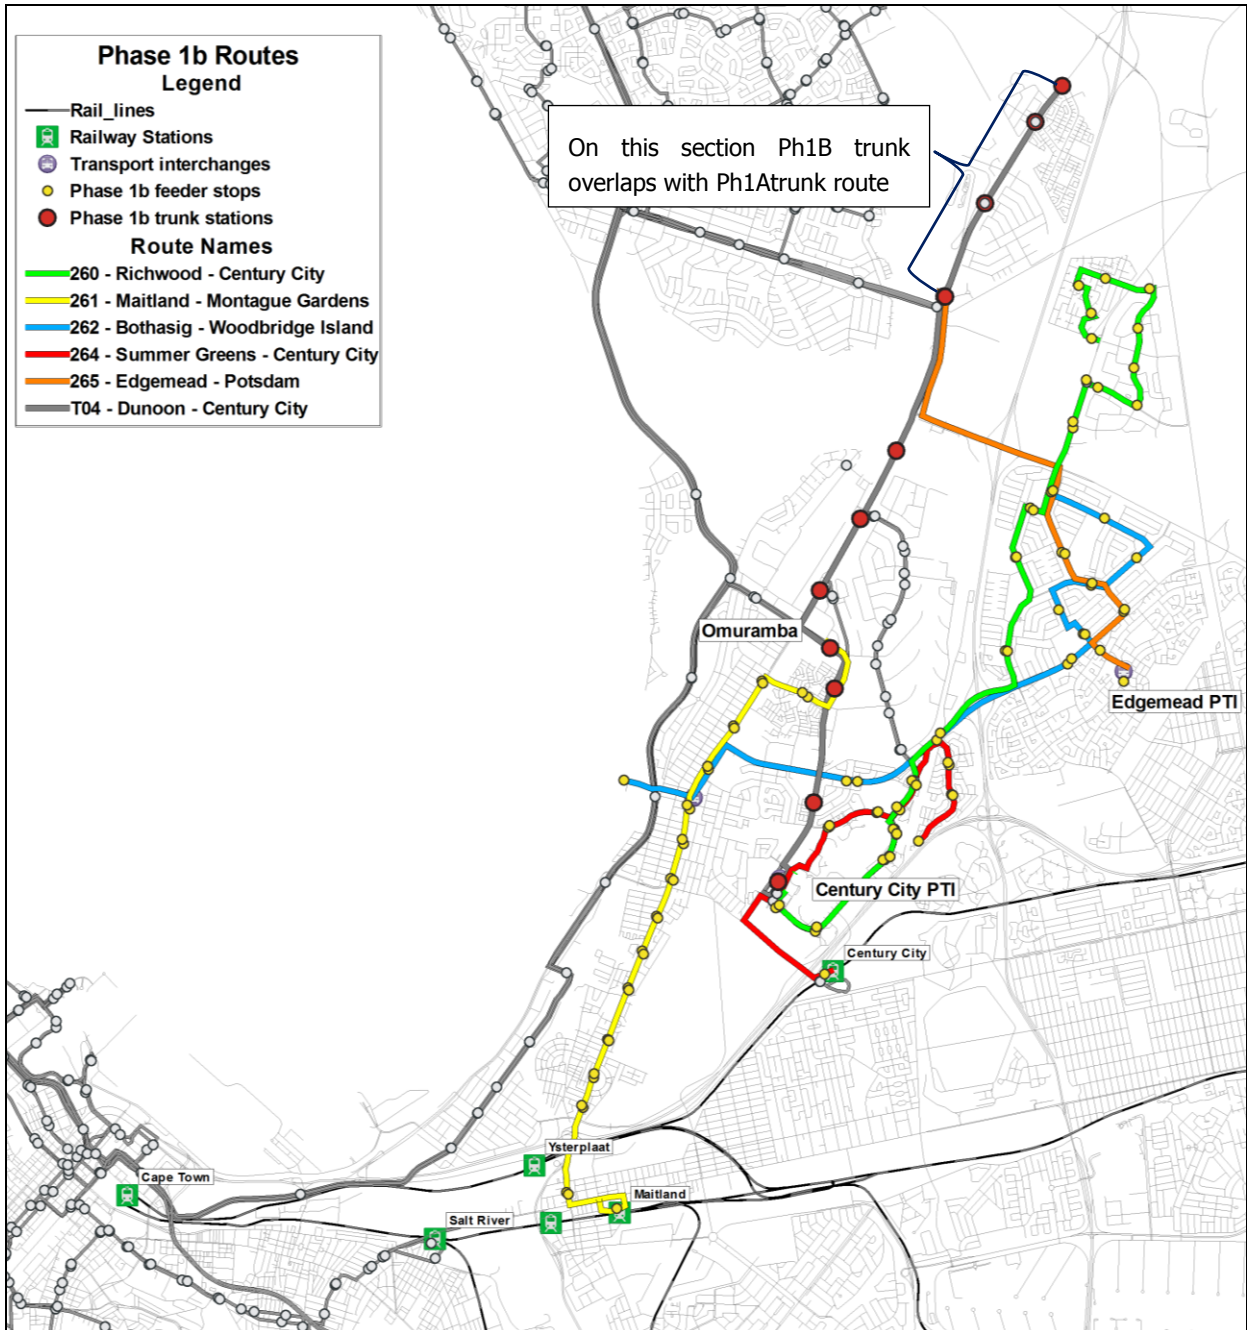 Phase 1b Routes
Legend
Rail_lines
Railway Stations
Transport interchanges
Phase 1b feeder stops
Phase 1b trunk stations
Route Names
260 - Richwood - Century City
261 - Maitland - Montague Gardens
262 - Bothasig - Woodbridge Island
264 - Summer Greens - Century City
265 - Edgemead - Potsdam
T04 - Dunoon - Century City
On this section Ph1B trunk
overlaps with Ph1Atrunk route
Omuramba
Edgemead PTI
Century City PTI
Century City
Ysterplaat
Cape Town
Maitland
Salt River